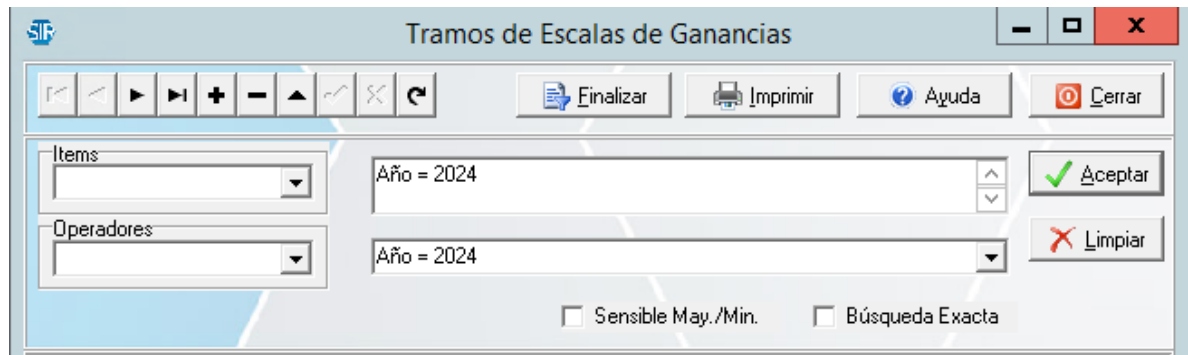 SIR
Tramos de Escalas de Ganancias
Finalizar Imprimir Ayuda Cerrar
Items
Año = 2024
Aceptar
Operadores
Año = 2024
Limpiar
Sensible May./Min. Búsqueda Exacta